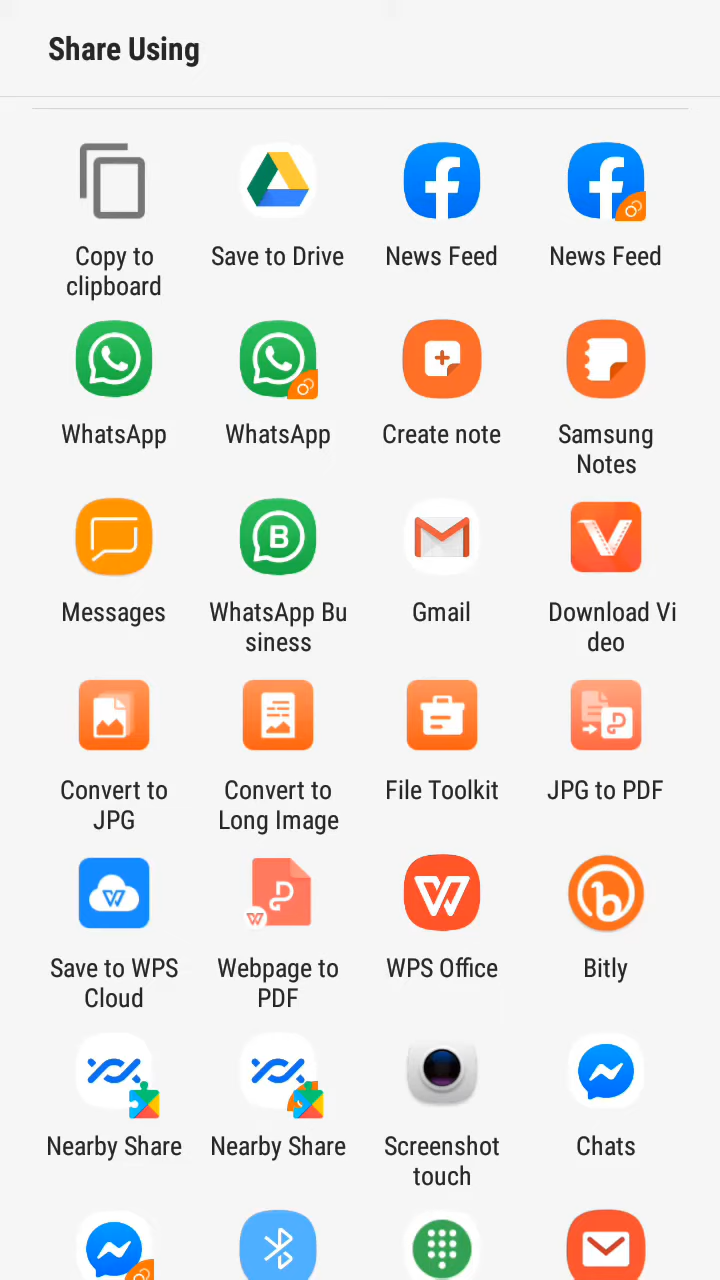 Share Using
Copy to
clipboard
Save to Drive
News Feed
News Feed
WhatsApp
WhatsApp
Create note
Samsung
Notes
Messages
WhatsApp Bu
siness
B
Gmail
Download Vi
deo
Convert to
JPG
Convert to
Long Image
File Toolkit
JPG to PDF
Save to WPS
Cloud
Webpage to
PDF
WPS Office
Bitly
Nearby Share
Nearby Share
Screenshot
touch
Chats